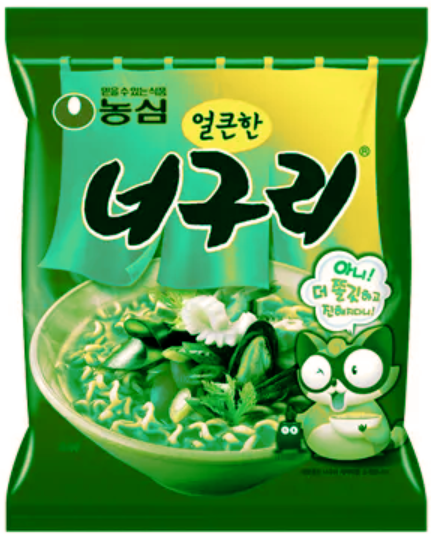 믿을 수 있는 식품
농심
얼큰한
너구리®
아니!
더 쫄깃하고
진해지다니!